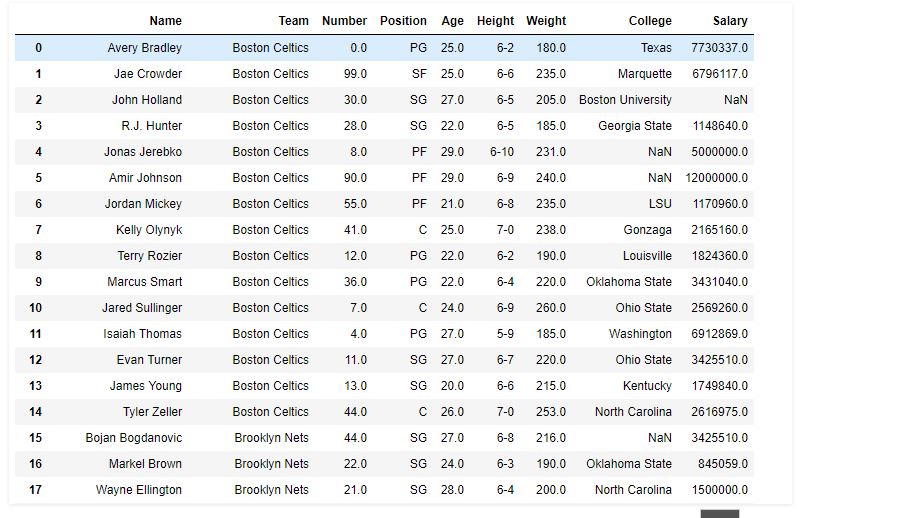 Name Team Number Position Age Height Weight College Salary
0 Avery Bradley Boston Celtics 0.0 PG 25.0 6-2 180.0 Texas 7730337.0
1 Jae Crowder Boston Celtics 99.0 SF 25.0 6-6 235.0 Marquette 6796117.0
2 John Holland Boston Celtics 30.0 SG 27.0 6-5 205.0 Boston University NaN
3 R.J. Hunter Boston Celtics 28.0 SG 22.0 6-5 185.0 Georgia State 1148640.0
4 Jonas Jerebko Boston Celtics 8.0 PF 29.0 6-10 231.0 NaN 5000000.0
5 Amir Johnson Boston Celtics 90.0 PF 29.0 6-9 240.0 NaN 12000000.0
6 Jordan Mickey Boston Celtics 55.0 PF 21.0 6-8 235.0 LSU 1170960.0
7 Kelly Olynyk Boston Celtics 41.0 C 25.0 7-0 238.0 Gonzaga 2165160.0
8 Terry Rozier Boston Celtics 12.0 PG 22.0 6-2 190.0 Louisville 1824360.0
9 Marcus Smart Boston Celtics 36.0 PG 22.0 6-4 220.0 Oklahoma State 3431040.0
10 Jared Sullinger Boston Celtics 7.0 C 24.0 6-9 260.0 Ohio State 2569260.0
11 Isaiah Thomas Boston Celtics 4.0 PG 27.0 5-9 185.0 Washington 6912869.0
12 Evan Turner Boston Celtics 11.0 SG 27.0 6-7 220.0 Ohio State 3425510.0
13 James Young Boston Celtics 13.0 SG 20.0 6-6 215.0 Kentucky 1749840.0
14 Tyler Zeller Boston Celtics 44.0 C 26.0 7-0 253.0 North Carolina 2616975.0
15 Bojan Bogdanovic Brooklyn Nets 44.0 SG 27.0 6-8 216.0 NaN 3425510.0
16 Markel Brown Brooklyn Nets 22.0 SG 24.0 6-3 190.0 Oklahoma State 845059.0
17 Wayne Ellington Brooklyn Nets 21.0 SG 28.0 6-4 200.0 North Carolina 1500000.0